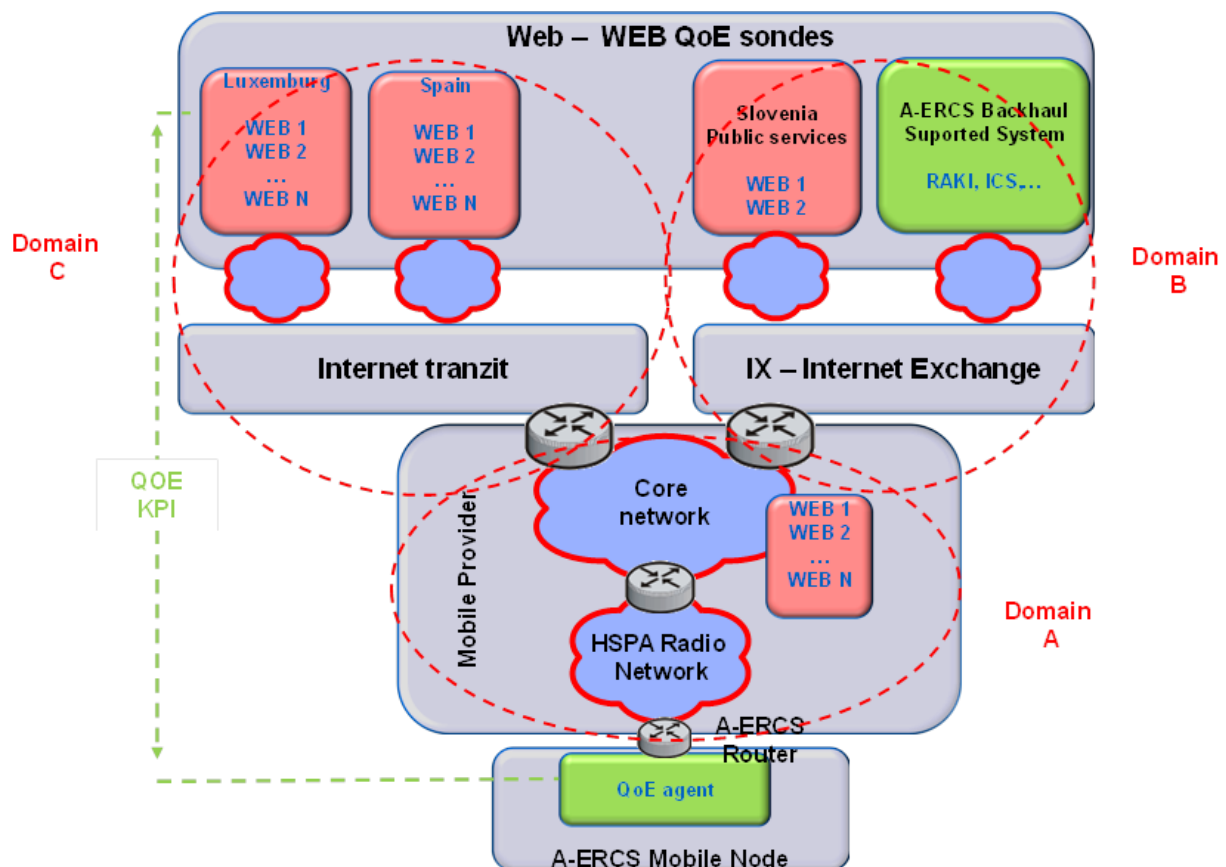 Web – WEB QoE sondes
Luxemburg
WEB 1
WEB 2
...
WEB N
Spain
WEB 1
WEB 2
...
WEB N
Slovenia
Public services
WEB 1
WEB 2
A-ERCS Backhaul
Suported System
RAKI, ICS,...
Domain
C
Domain
B
Internet tranzit
IX – Internet Exchange
QOE
KPI
Mobile Provider
Core
network
WEB 1
WEB 2
...
WEB N
HSPA Radio
Network
Domain
A
A-ERCS
Router
QoE agent
A-ERCS Mobile Node